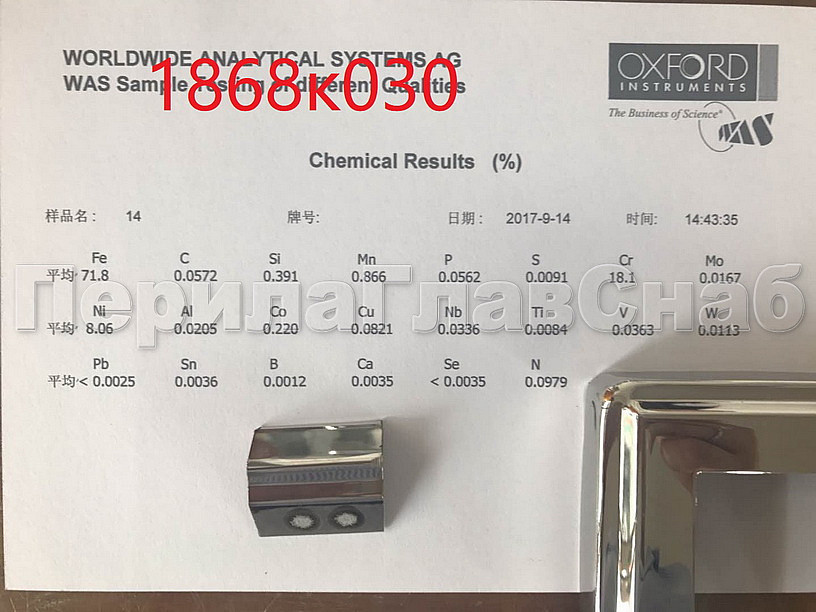 WORLDWIDE ANALYTICAL SYSTEMS AG
WAS Sample Testing of different Qualities
1868к030
OXFORD
INSTRUMENTS
The Business of Science®
WAS
Chemical Results (%)
样品名: 14 牌号: 日期: 2017-9-14 时间: 14:43:35
Fe C Si Mn P S Cr Mo
平均 71.8 0.0572 0.391 0.866 0.0562 0.0091 18.1 0.0167
ПерилаГлавСнаб
Ni Al Co Cu Nb Ti V W
平均 8.06 0.0205 0.220 0.0821 0.0336 0.0084 0.0363 0.0113
Pb Sn B Ca Se N
平均 < 0.0025 0.0036 0.0012 0.0035 < 0.0035 0.0979